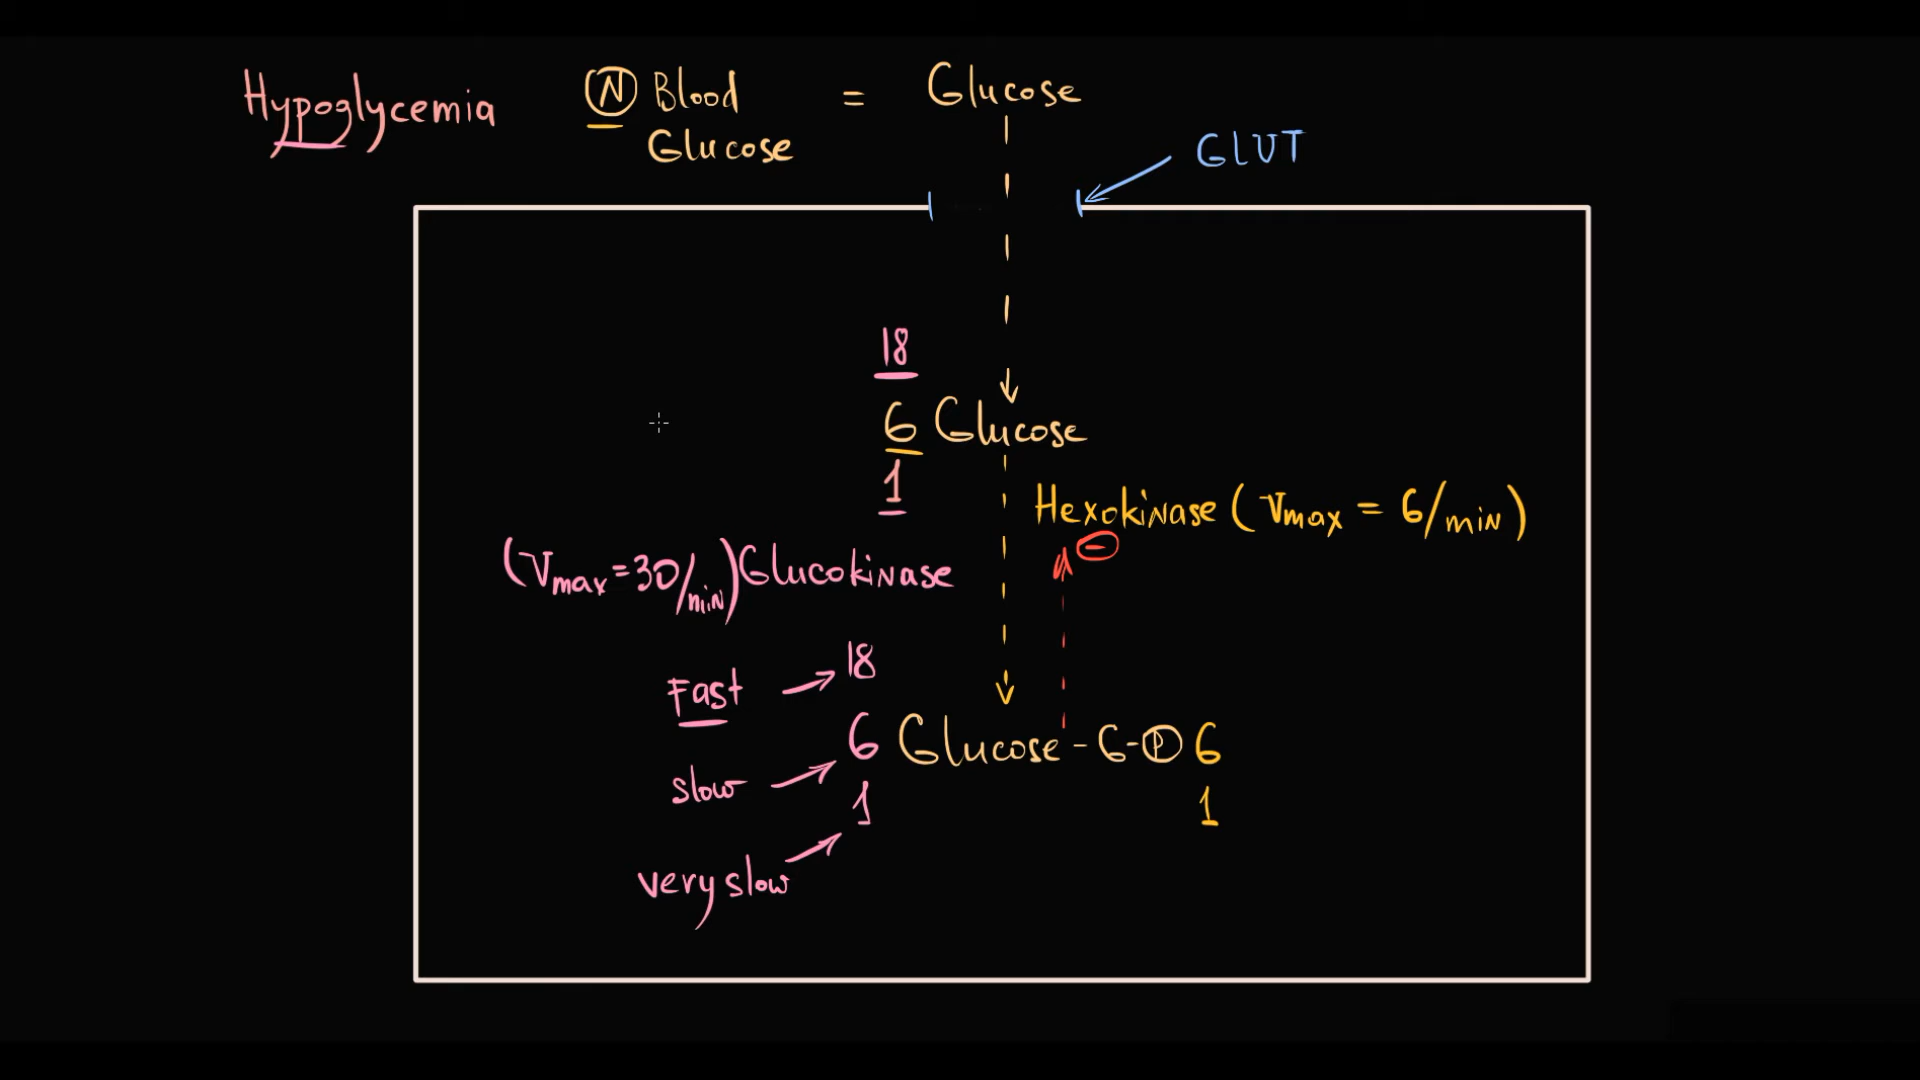 Hypoglycemia
N Blood Glucose = Glucose
GLUT
18
6 Glucose
1
Hexokinase (Vmax = 6/min)
−
(Vmax=30/min) Glucokinase
Fast → 18
6 Glucose-6-P 6
slow
1
1
very slow